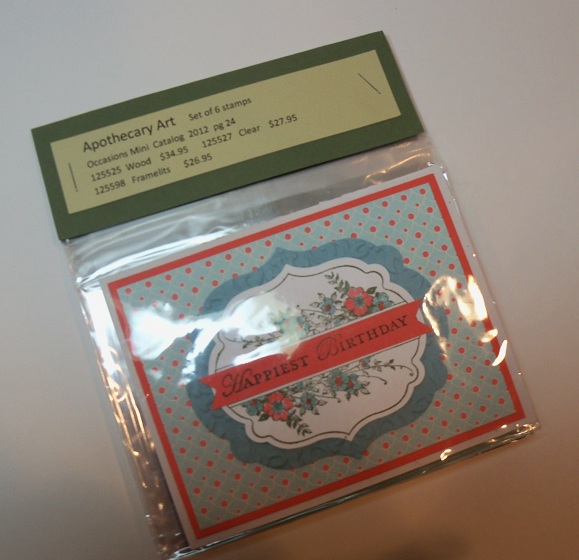 Apothecary Art Set of 6 stamps
Occasions Mini Catalog 2012 pg 24
125525 Wood $34.95 125527 Clear $27.95
125598 Framelits $26.95
Happiest Birthday